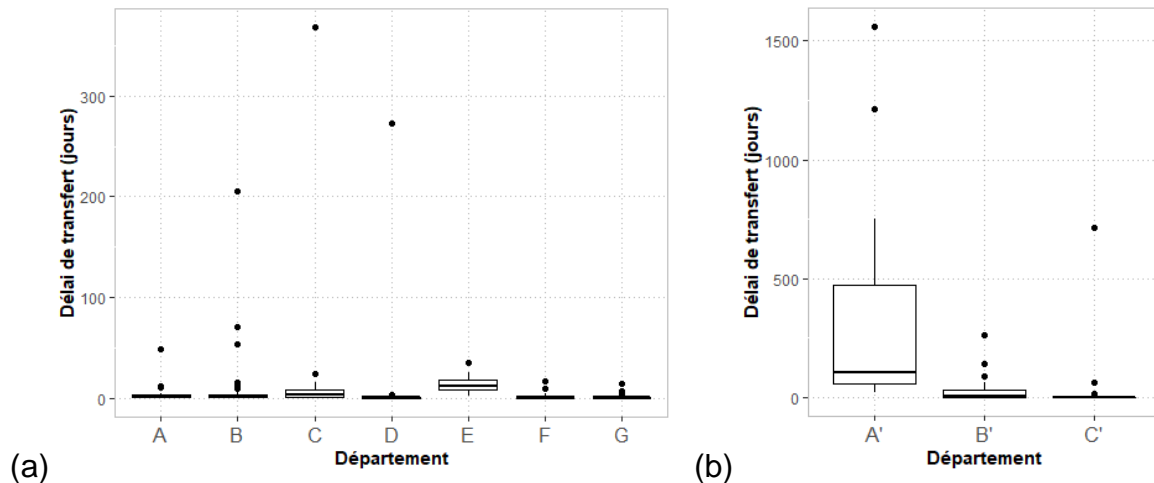 Délai de transfert (jours)
300
200
100
0
A B C D E F G
Département
(a)
Délai de transfert (jours)
1500
1000
500
0
A' B' C'
Département
(b)